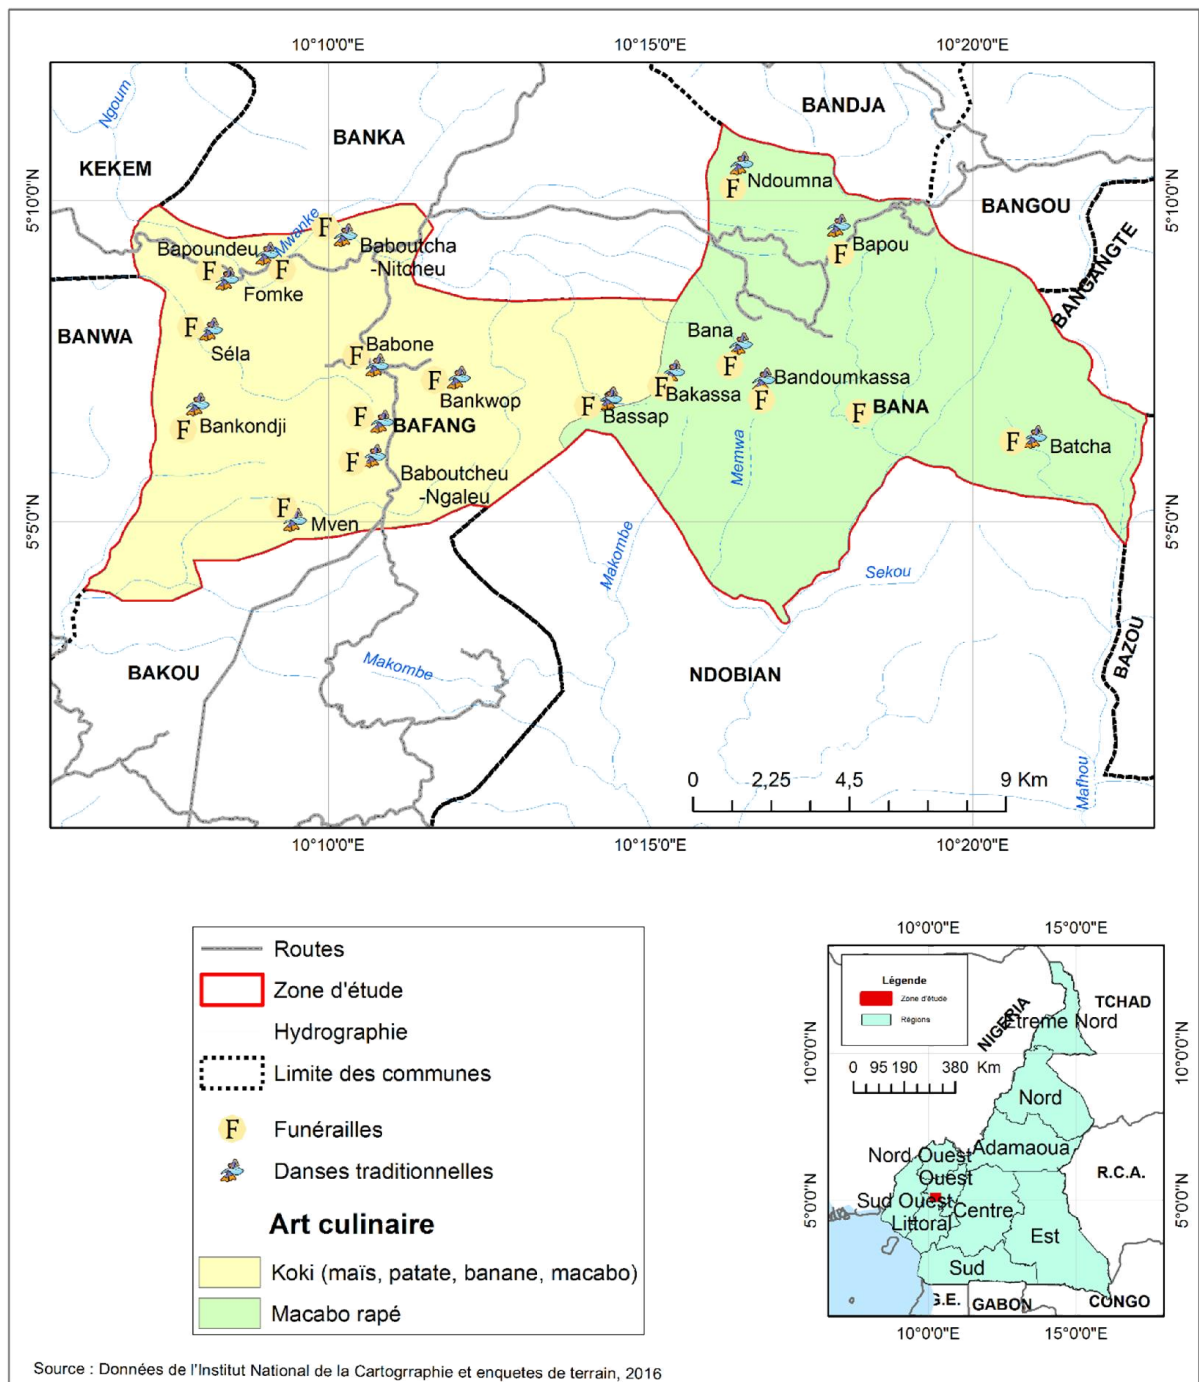 10°10'0"E
10°15'0"E
10°20'0"E
Ngoum
BANDJA
BANKA
KEKEM
Ndoumna
F
5°10'0"N
5°10'0"N
BANGOU
Mwanke
F
Bapoundeu
Baboutcha
-Nitcheu
Bapou
F
F
F
Fomke
BANGANGTE
BANWA
F
Séla
Babone
F
Bana
F
F
Bankwop
F
Bakassa
Bandoumkassa
F
F
Bassap
F
BANA
F
Bankondji
F
BAFANG
F
Batcha
F
Baboutcheu
-Ngaleu
Memwa
F
Mven
5°5'0"N
5°5'0"N
Makombe
Sekou
BAKOU
Makombe
NDOBIAN
BAZOU
Mafhou
0 2,25 4,5 9 Km
10°10'0"E
10°15'0"E
10°20'0"E
Routes
Zone d'étude
Hydrographie
Limite des communes
F Funérailles
Danses traditionnelles
Art culinaire
Koki (maïs, patate, banane, macabo)
Macabo rapé
10°0'0"E
15°0'0"E
Légende
Zone d'étude
Régions
TCHAD
NIGERIA
Etreme Nord
10°0'0"N
10°0'0"N
0 95 190 380 Km
Nord
Adamaoua
Nord Ouest
Ouest
R.C.A.
Sud Ouest
Centre
Littoral
Est
5°0'0"N
5°0'0"N
Sud
G.E.
GABON
CONGO
10°0'0"E
15°0'0"E
Source : Données de l'Institut National de la Cartogrraphie et enquetes de terrain, 2016